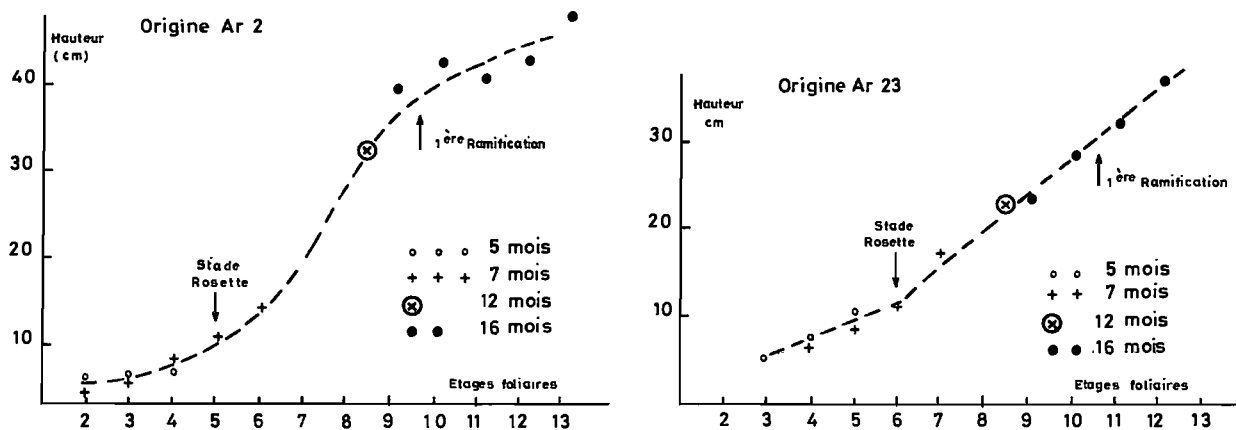 Origine Ar 2
Hauteur
(cm)
40
30
20
10
1ère Ramification
Stade
Rosette
5 mois
7 mois
12 mois
16 mois
Etages foliaires
2 3 4 5 6 7 8 9 10 11 12 13
Origine Ar 23
Hauteur
cm
30
20
10
1ère Ramification
Stade
Rosette
5 mois
7 mois
12 mois
.16 mois
Etages foliaires
2 3 4 5 6 7 8 9 10 11 12 13